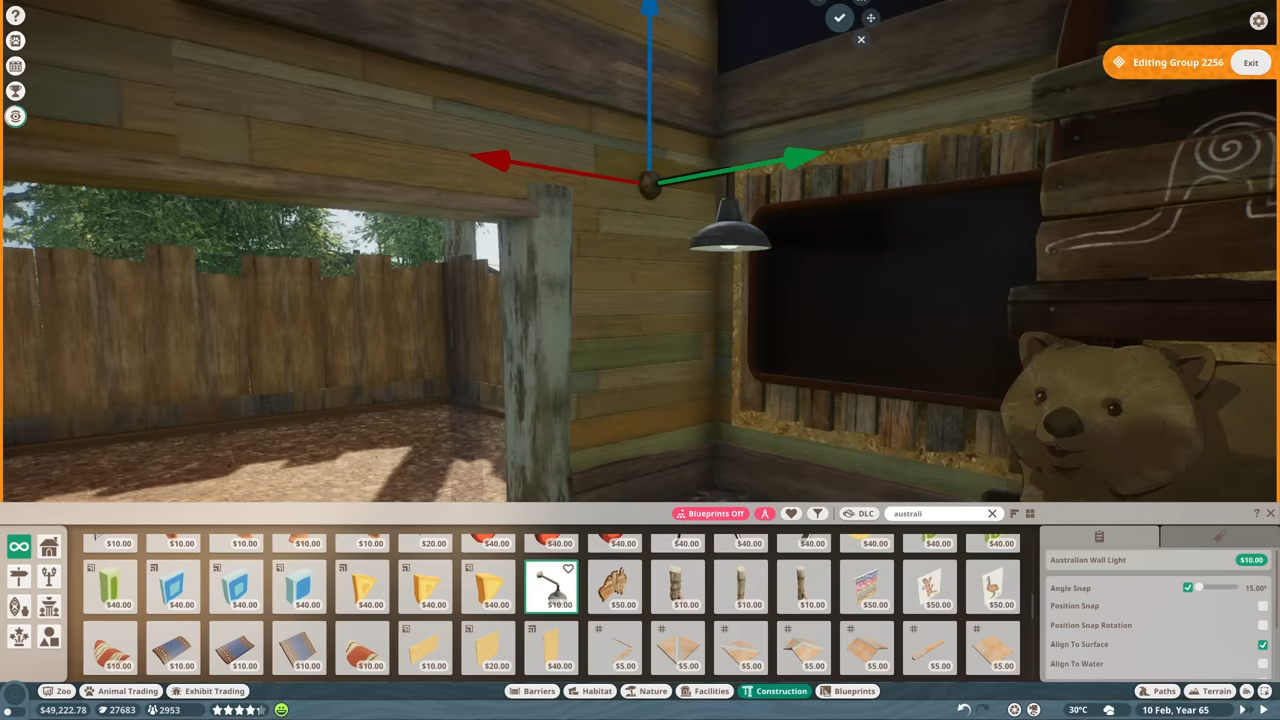 ?
Editing Group 2256 Exit
Blueprints Off DLC australi
? ×
$10.00 $10.00 $10.00 $10.00 $10.00 $20.00 $40.00 $40.00 $40.00 $40.00 $40.00 $40.00 $40.00 $40.00 $40.00
$40.00 $40.00 $40.00 $40.00 $40.00 $40.00 $40.00 $10.00 $50.00 $10.00 $10.00 $10.00 $50.00 $50.00 $50.00
$10.00 $10.00 $10.00 $10.00 $10.00 $10.00 $20.00 $40.00 $5.00 $5.00 $5.00 $5.00 $5.00 $5.00 $5.00
Australian Wall Light $10.00
Angle Snap 15.00°
Position Snap
Position Snap Rotation
Align To Surface
Align To Water
Zoo Animal Trading Exhibit Trading Barriers Habitat Nature Facilities Construction Blueprints Paths Terrain
$49,222.78 27683 2953 30°C 10 Feb, Year 65